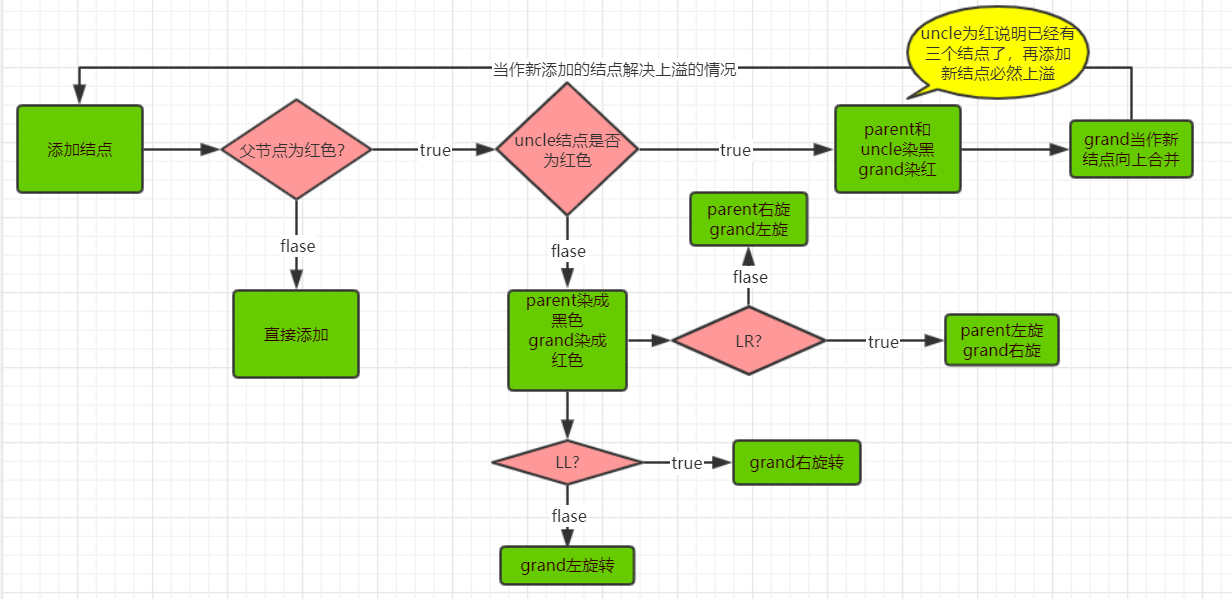 uncle为红说明已经有
三个结点了，再添加
新结点必然上溢
当作新添加的结点解决上溢的情况
添加结点
父节点为红色？
true
uncle结点是否
为红色
true
parent和
uncle染黑
grand染红
grand当作新
结点向上合并
flase
直接添加
flase
parent染成
黑色
grand染成
红色
parent右旋
grand左旋
flase
LR？
true
parent左旋
grand右旋
LL？
true
grand右旋转
flase
grand左旋转